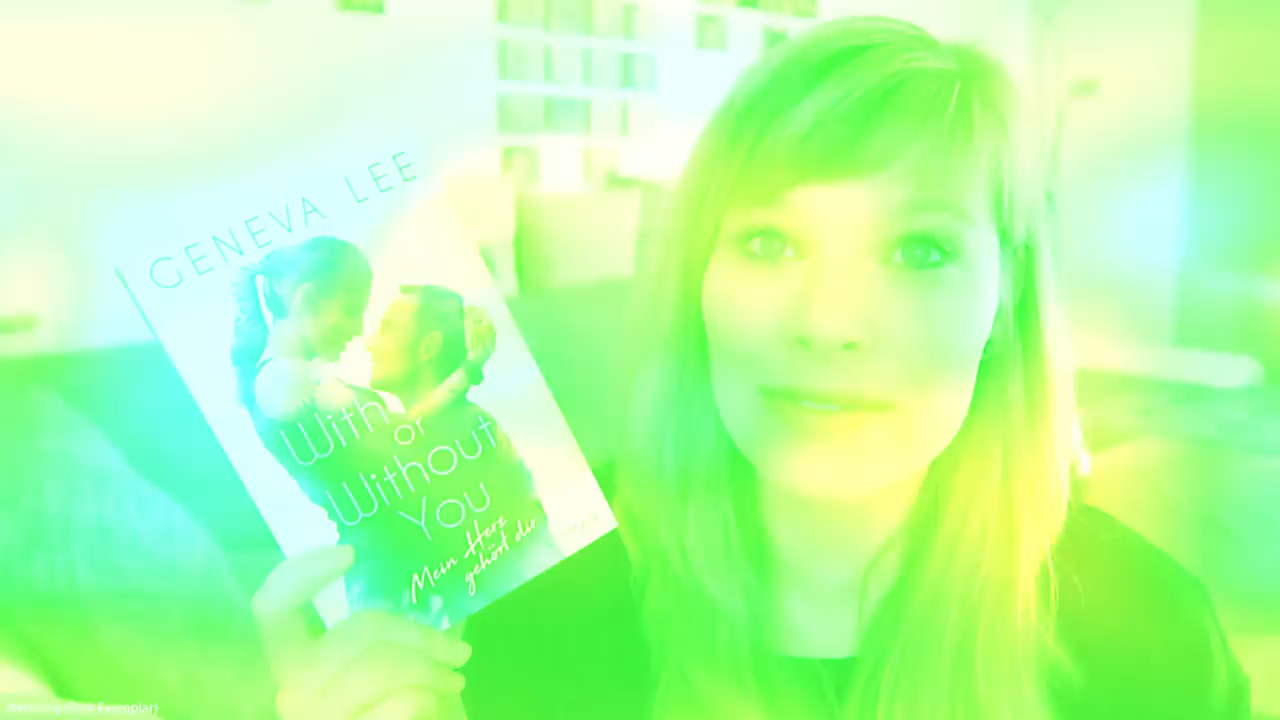 GENEVA LEE
With
or
Without
You
Mein Herz
gehört dir